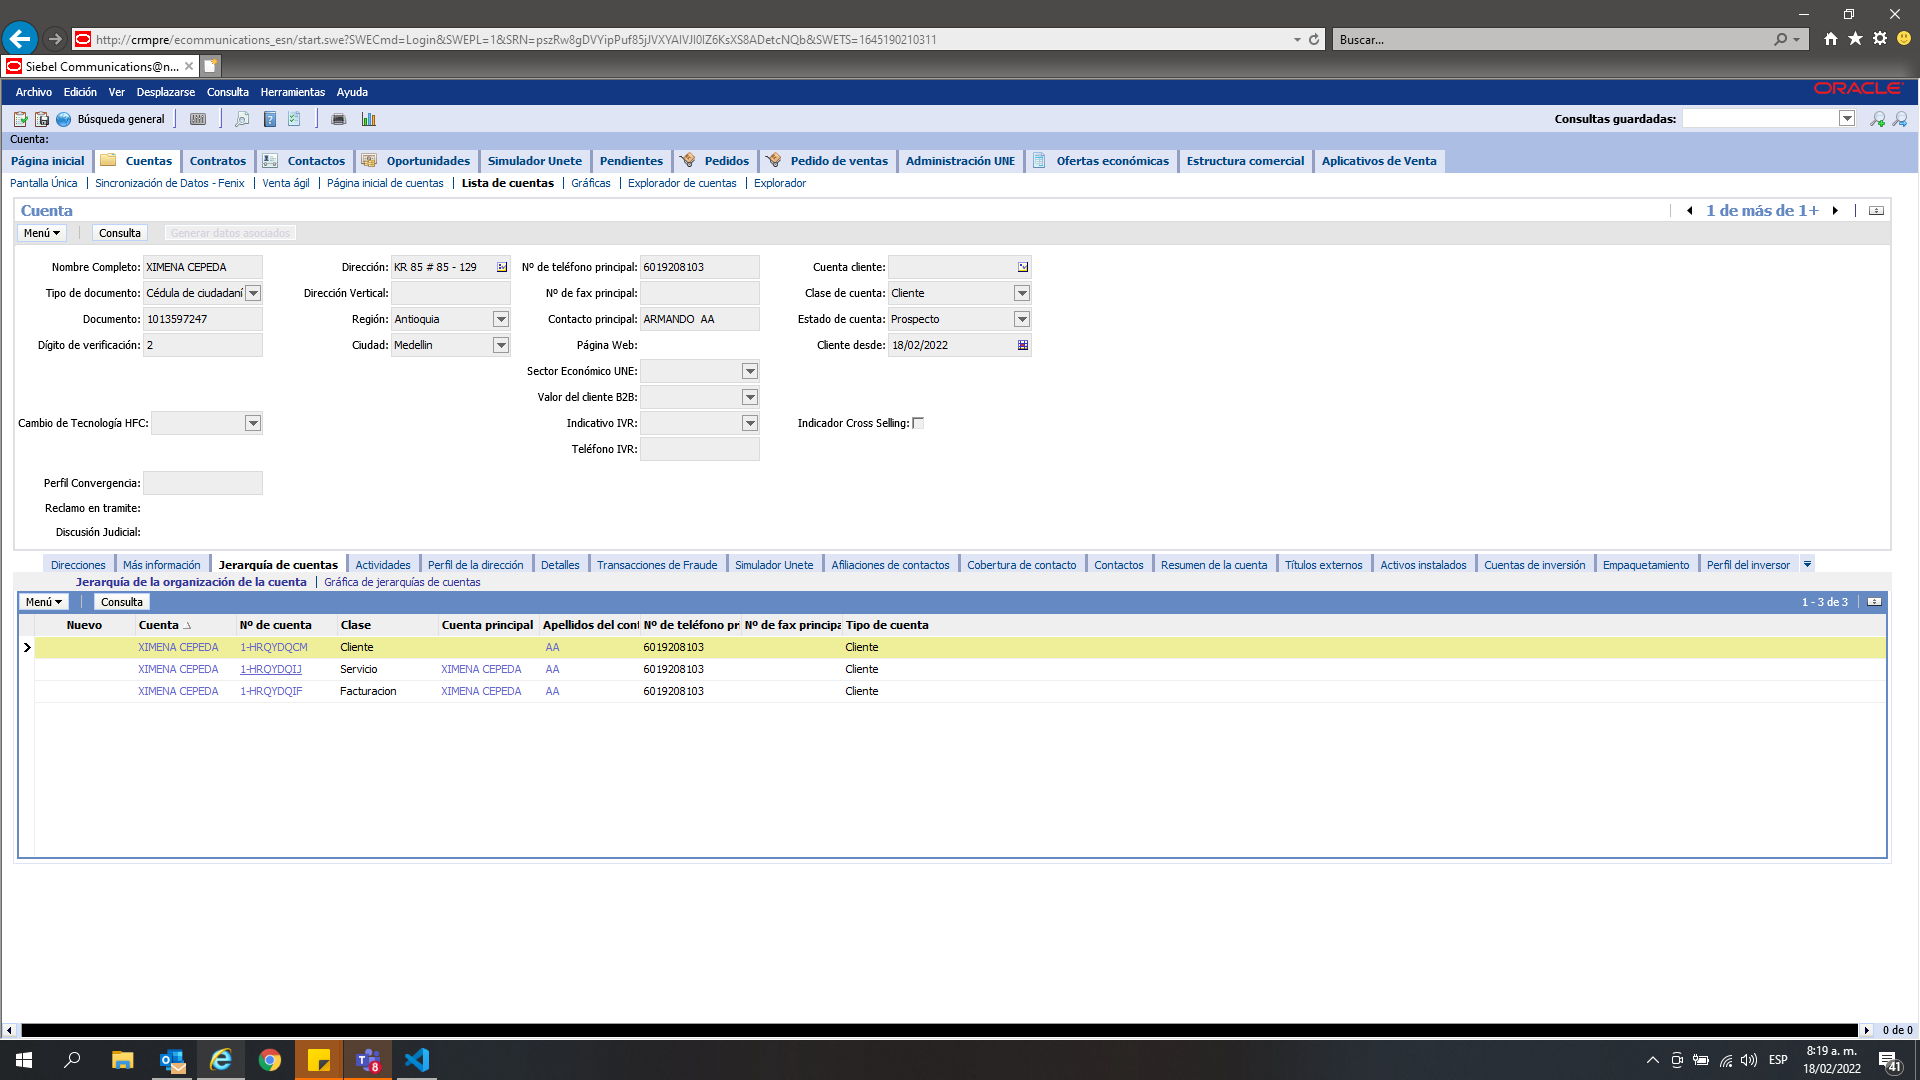 http://crmpre/ecommunications_esn/start.swe?SWECmd=Login&SWEPL=1&SRN=pszRw8gDVYipPuf85jJVXYAIVJI0IZ6KsXS8ADetcNQb&SWETS=1645190210311
Buscar...
Siebel Communications@n...
Archivo Edición Ver Desplazarse Consulta Herramientas Ayuda
ORACLE
Búsqueda general
Consultas guardadas:
Cuenta:
Página inicial Cuentas Contratos Contactos Oportunidades Simulador Unete Pendientes Pedidos Pedido de ventas Administración UNE Ofertas económicas Estructura comercial Aplicativos de Venta
Pantalla Única Sincronización de Datos - Fenix Venta ágil Página inicial de cuentas Lista de cuentas Gráficas Explorador de cuentas Explorador
Cuenta
1 de más de 1+
Menú Consulta Generar datos asociados
Nombre Completo: XIMENA CEPEDA Dirección: KR 85 # 85 - 129 Nº de teléfono principal: 6019208103 Cuenta cliente:
Tipo de documento: Cédula de ciudadaní Dirección Vertical: Nº de fax principal: Clase de cuenta: Cliente
Documento: 1013597247 Región: Antioquia Contacto principal: ARMANDO AA Estado de cuenta: Prospecto
Dígito de verificación: 2 Ciudad: Medellin Página Web: Cliente desde: 18/02/2022
Sector Económico UNE:
Valor del cliente B2B:
Cambio de Tecnología HFC: Indicativo IVR: Indicador Cross Selling:
Teléfono IVR:
Perfil Convergencia:
Reclamo en tramite:
Discusión Judicial:
Direcciones Más información Jerarquía de cuentas Actividades Perfil de la dirección Detalles Transacciones de Fraude Simulador Unete Afiliaciones de contactos Cobertura de contacto Contactos Resumen de la cuenta Títulos externos Activos instalados Cuentas de inversión Empaquetamiento Perfil del inversor
Jerarquía de la organización de la cuenta Gráfica de jerarquías de cuentas
Menú Consulta 1 - 3 de 3
Nuevo Cuenta Nº de cuenta Clase Cuenta principal Apellidos del cont Nº de teléfono pr Nº de fax principa Tipo de cuenta
XIMENA CEPEDA 1-HRQYDQCM Cliente AA 6019208103 Cliente
XIMENA CEPEDA 1-HRQYDQIJ Servicio XIMENA CEPEDA AA 6019208103 Cliente
XIMENA CEPEDA 1-HRQYDQIF Facturacion XIMENA CEPEDA AA 6019208103 Cliente
0 de 0
8
ESP
8:19 a. m.
18/02/2022
41